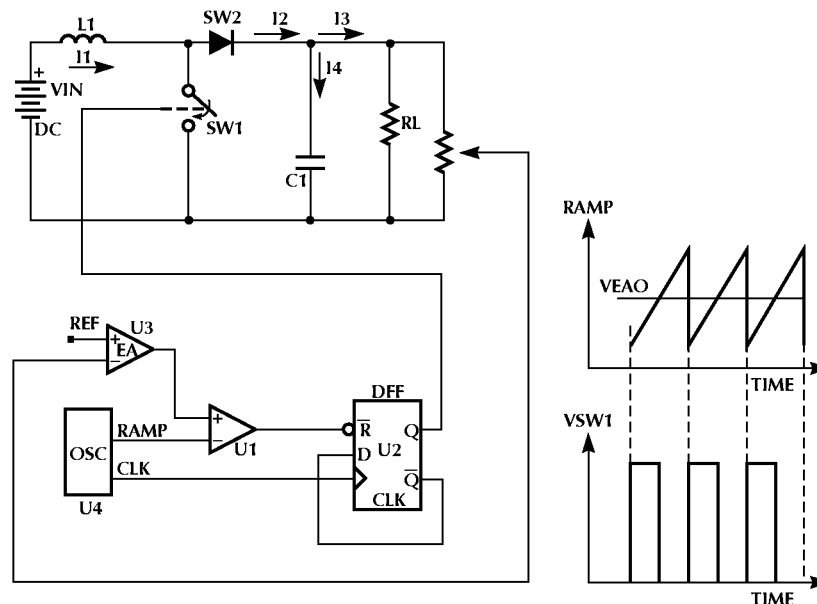 L1
SW2
I2
I3
I1
I4
+
VIN
DC
SW1
RL
C1
RAMP
VEAO
TIME
REF
U3
+
EA
−
DFF
+
−
U1
R
Q
U2
D
Q
CLK
OSC
RAMP
CLK
U4
VSW1
TIME